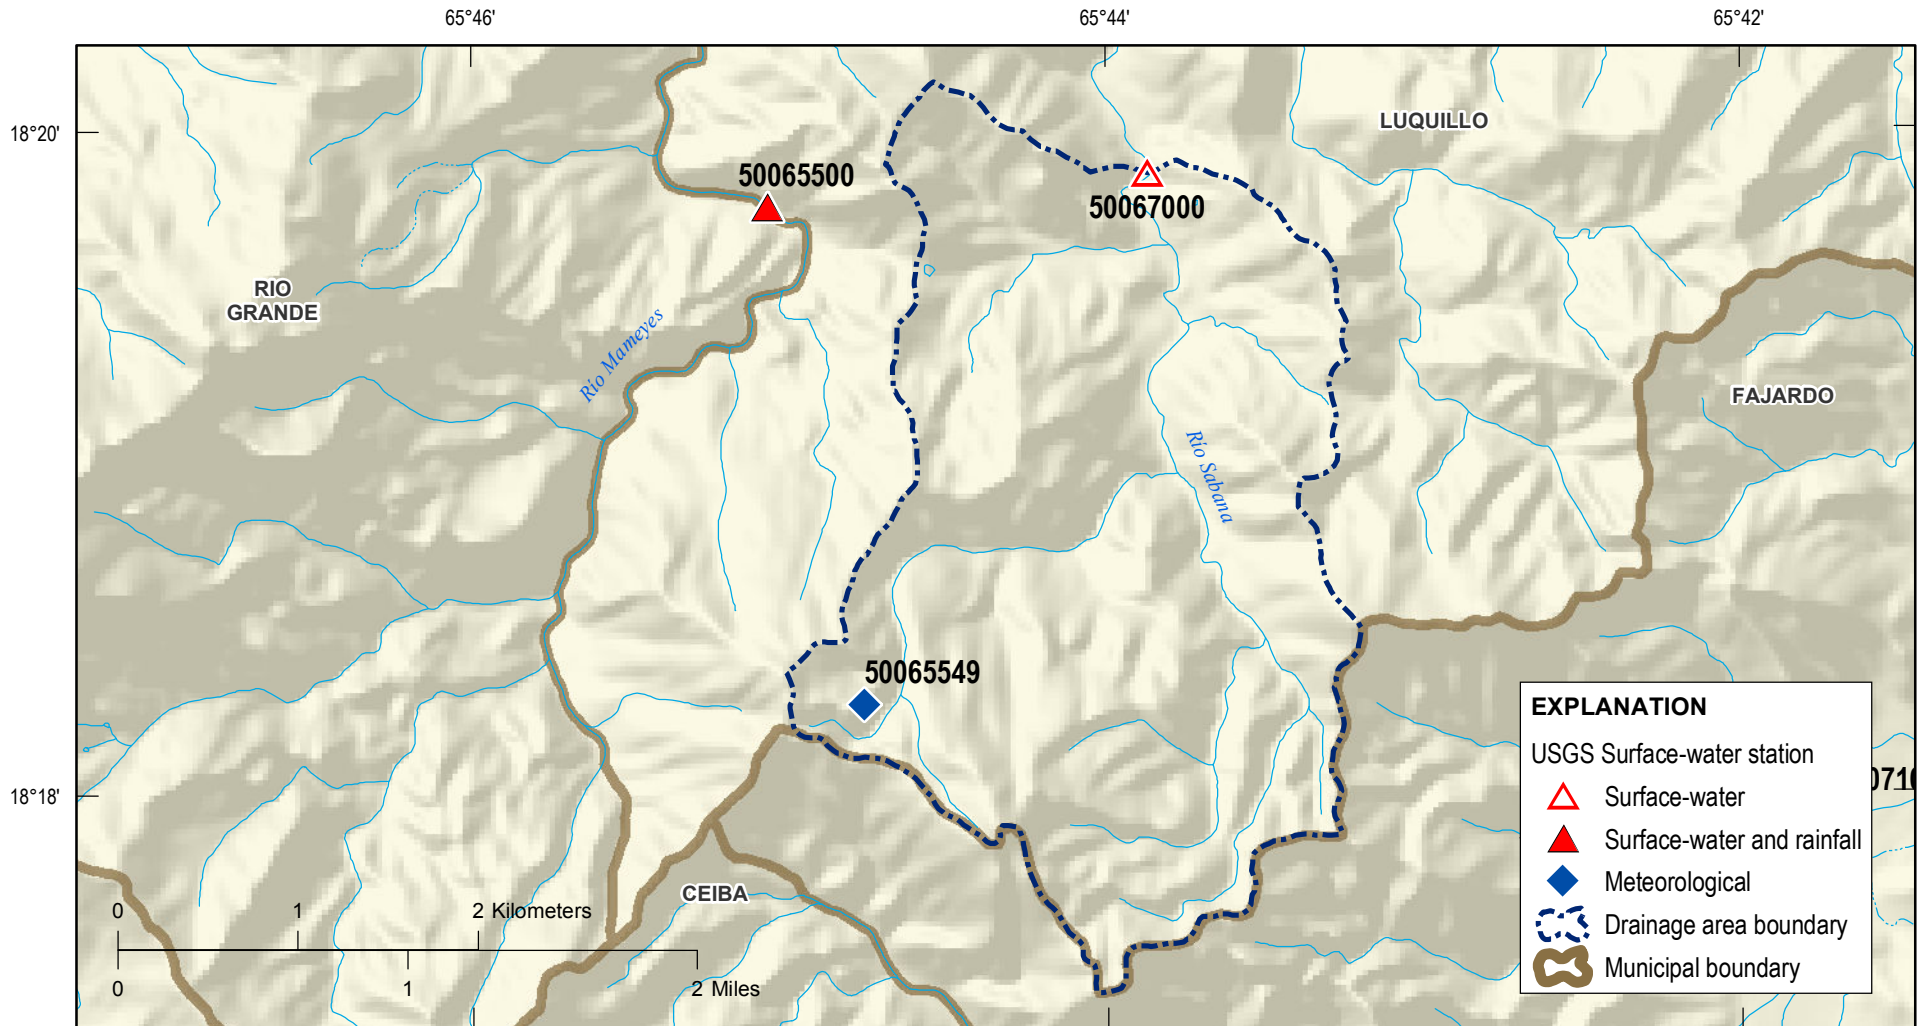 65°46'
65°44'
65°42'
18°20'
LUQUILLO
50065500
50067000
RIO
GRANDE
Río Mameyes
FAJARDO
Río Sabana
50065549
18°18'
EXPLANATION
USGS Surface-water station
Surface-water
Surface-water and rainfall
Meteorological
Drainage area boundary
Municipal boundary
CEIBA
0 1 2 Kilometers
0 1 2 Miles